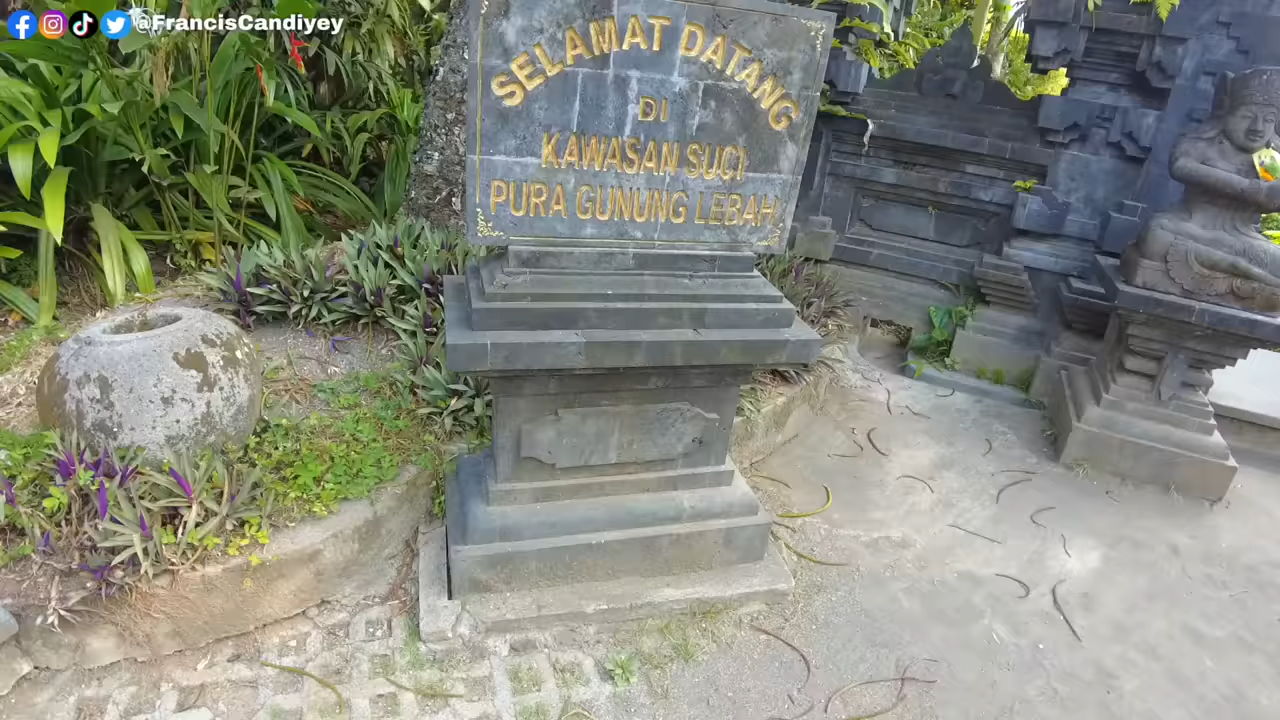 @FrancisCandiyey
SELAMAT DATANG
DI
KAWASAN SUCI
PURA GUNUNG LEBAH